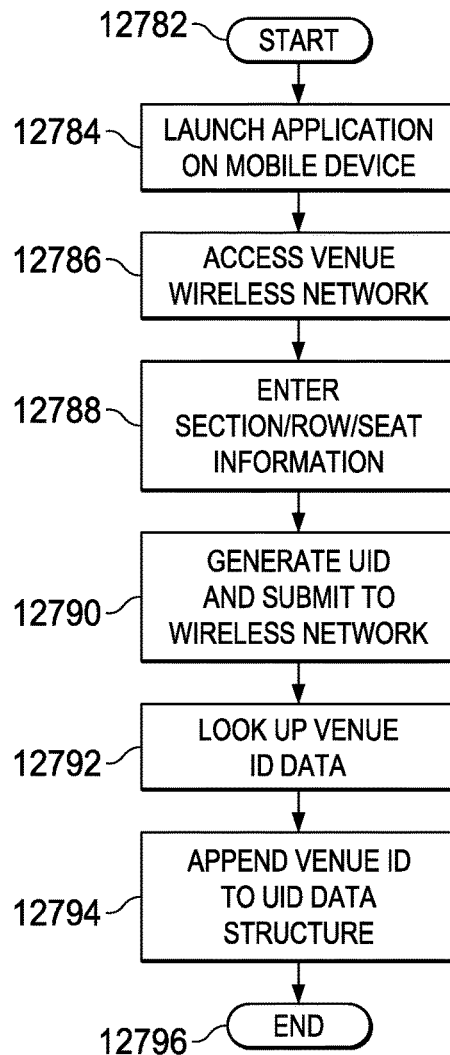 12782
START
12784
LAUNCH APPLICATION
ON MOBILE DEVICE
12786
ACCESS VENUE
WIRELESS NETWORK
12788
ENTER
SECTION/ROW/SEAT
INFORMATION
12790
GENERATE UID
AND SUBMIT TO
WIRELESS NETWORK
12792
LOOK UP VENUE
ID DATA
12794
APPEND VENUE ID
TO UID DATA
STRUCTURE
12796
END